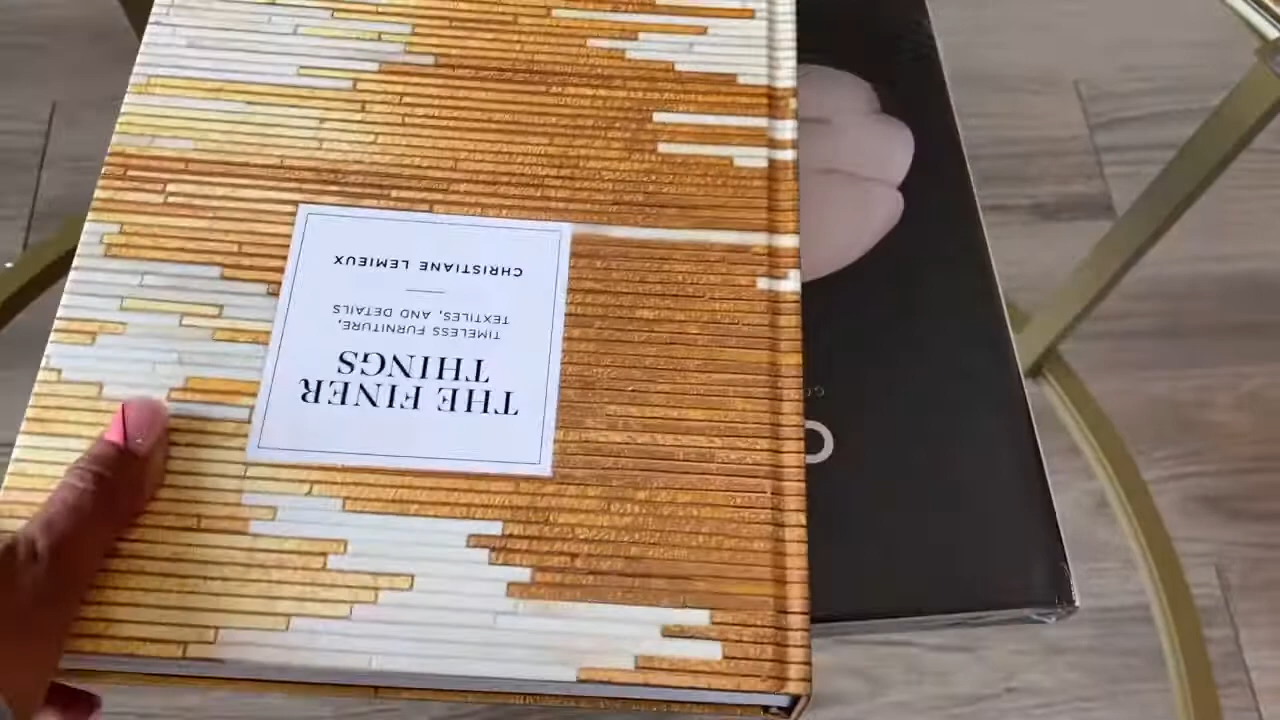 THE FINER
THINGS
TIMELESS FURNITURE,
TEXTILES, AND DETAILS
CHRISTIANE LEMIEUX